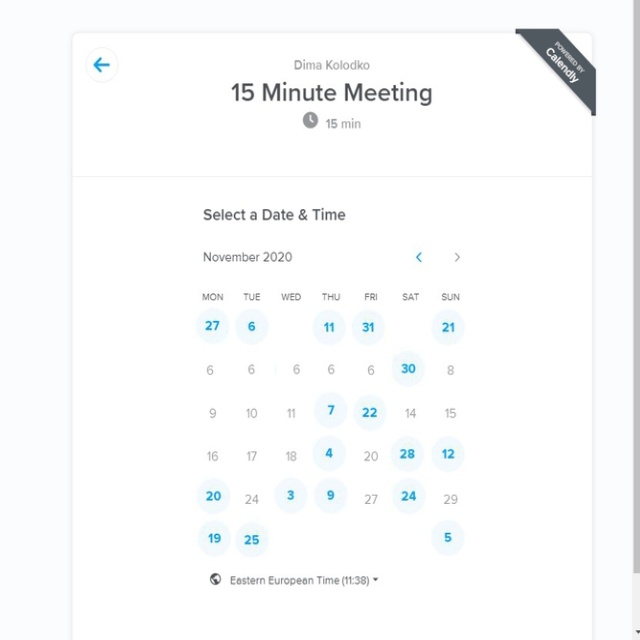 POWERED BY
Calendly
Dima Kolodko
15 Minute Meeting
15 min
Select a Date & Time
November 2020
MON TUE WED THU FRI SAT SUN
27 6 11 31 21
6 6 6 6 6 30 8
9 10 11 7 22 14 15
16 17 18 4 20 28 12
20 24 3 9 27 24 29
19 25 5
Eastern European Time (11:38)